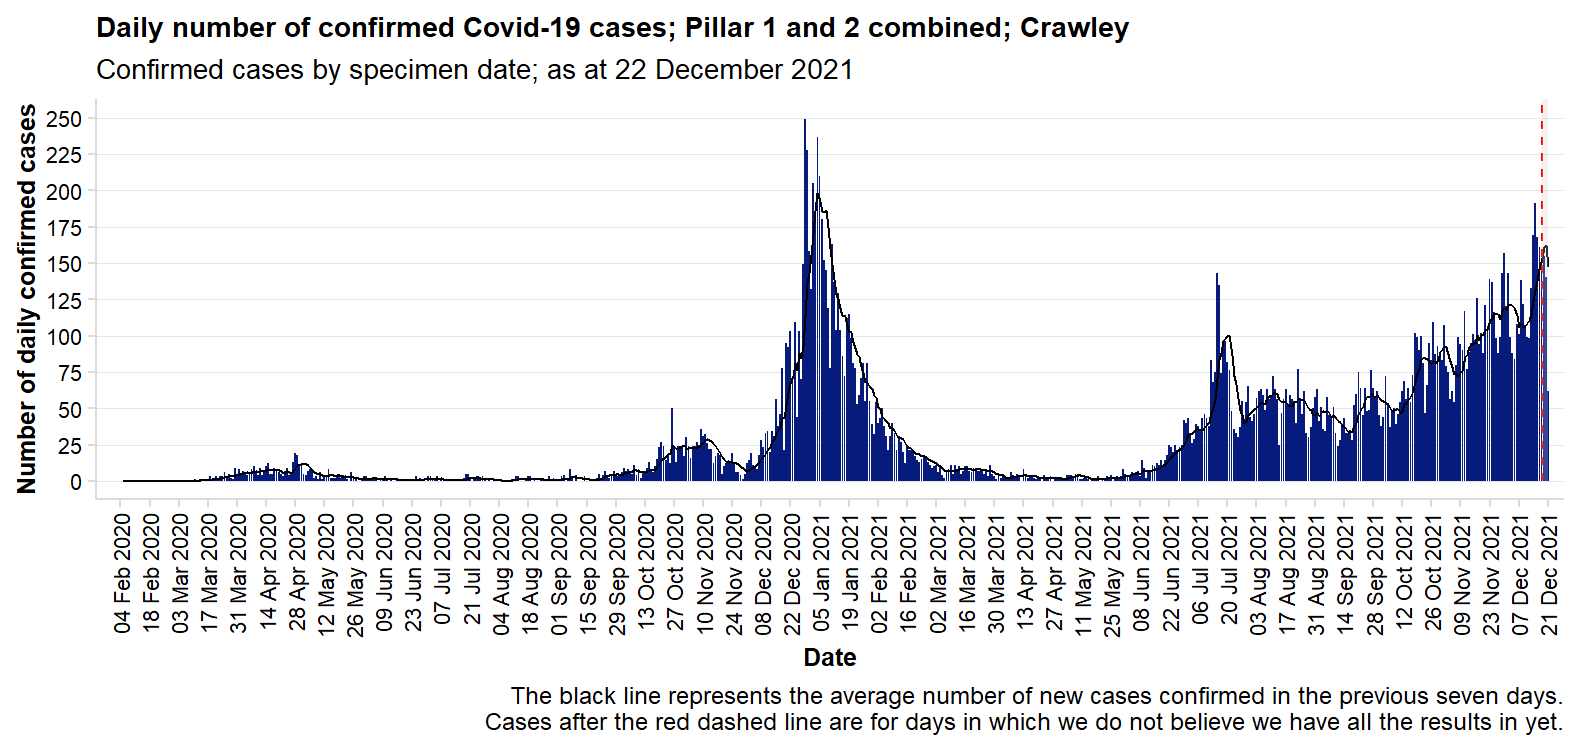 Daily number of confirmed Covid-19 cases; Pillar 1 and 2 combined; Crawley
Confirmed cases by specimen date; as at 22 December 2021
Number of daily confirmed cases
250
225
200
175
150
125
100
75
50
25
0
04 Feb 2020
18 Feb 2020
03 Mar 2020
17 Mar 2020
31 Mar 2020
14 Apr 2020
28 Apr 2020
12 May 2020
26 May 2020
09 Jun 2020
23 Jun 2020
07 Jul 2020
21 Jul 2020
04 Aug 2020
18 Aug 2020
01 Sep 2020
15 Sep 2020
29 Sep 2020
13 Oct 2020
27 Oct 2020
10 Nov 2020
24 Nov 2020
08 Dec 2020
22 Dec 2020
05 Jan 2021
19 Jan 2021
02 Feb 2021
16 Feb 2021
02 Mar 2021
16 Mar 2021
30 Mar 2021
13 Apr 2021
27 Apr 2021
11 May 2021
25 May 2021
08 Jun 2021
22 Jun 2021
06 Jul 2021
20 Jul 2021
03 Aug 2021
17 Aug 2021
31 Aug 2021
14 Sep 2021
28 Sep 2021
12 Oct 2021
26 Oct 2021
09 Nov 2021
23 Nov 2021
07 Dec 2021
21 Dec 2021
Date
The black line represents the average number of new cases confirmed in the previous seven days.
Cases after the red dashed line are for days in which we do not believe we have all the results in yet.